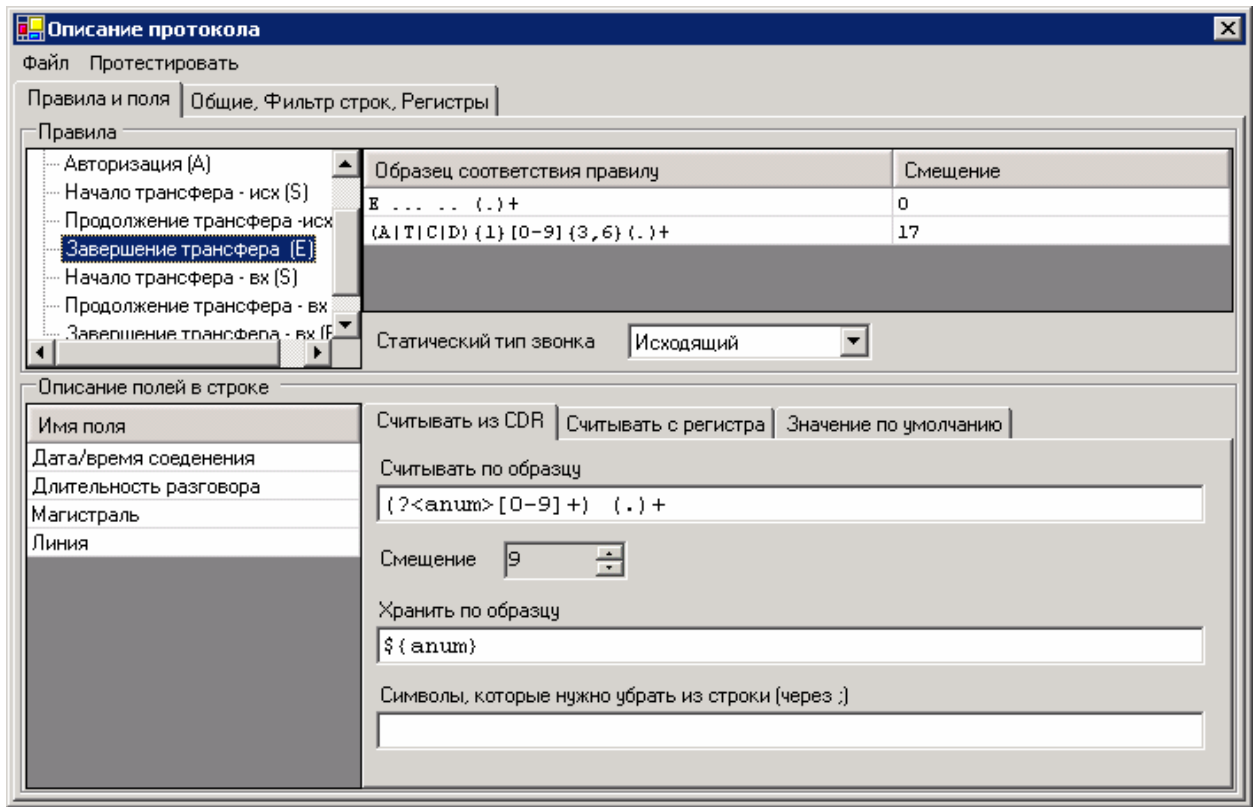 Описание протокола
Файл Протестировать
Правила и поля Общие, Фильтр строк, Регистры
Правила
Авторизация (A)
Начало трансфера - исх (S)
Продолжение трансфера -исх
Завершение трансфера (E)
Начало трансфера - вх (S)
Продолжение трансфера - вх
Завершение трансфера - вх (E
Образец соответствия правилу Смещение
E ... .. (.)+ 0
(A|T|C|D){1}[0-9]{3,6}(.)+ 17
Статический тип звонка Исходящий
Описание полей в строке
Имя поля
Дата/время соеденения
Длительность разговора
Магистраль
Линия
Считывать из CDR Считывать с регистра Значение по умолчанию
Считывать по образцу
(?<anum>[0-9]+) (.)+
Смещение 9
Хранить по образцу
${anum}
Символы, которые нужно убрать из строки (через ;)